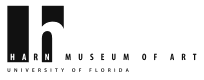 HARN MUSEUM OF ART
UNIVERSITY OF FLORIDA